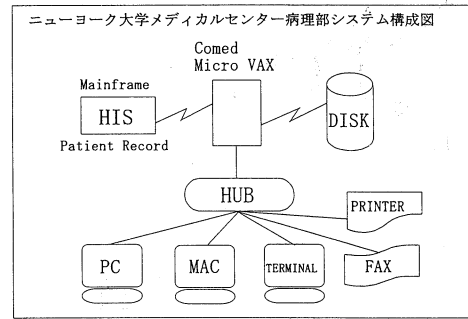 ニューヨーク大学メディカルセンター病理部システム構成図
Comed
Micro VAX
Mainframe
HIS
Patient Record
DISK
HUB
PRINTER
PC
MAC
TERMINAL
FAX